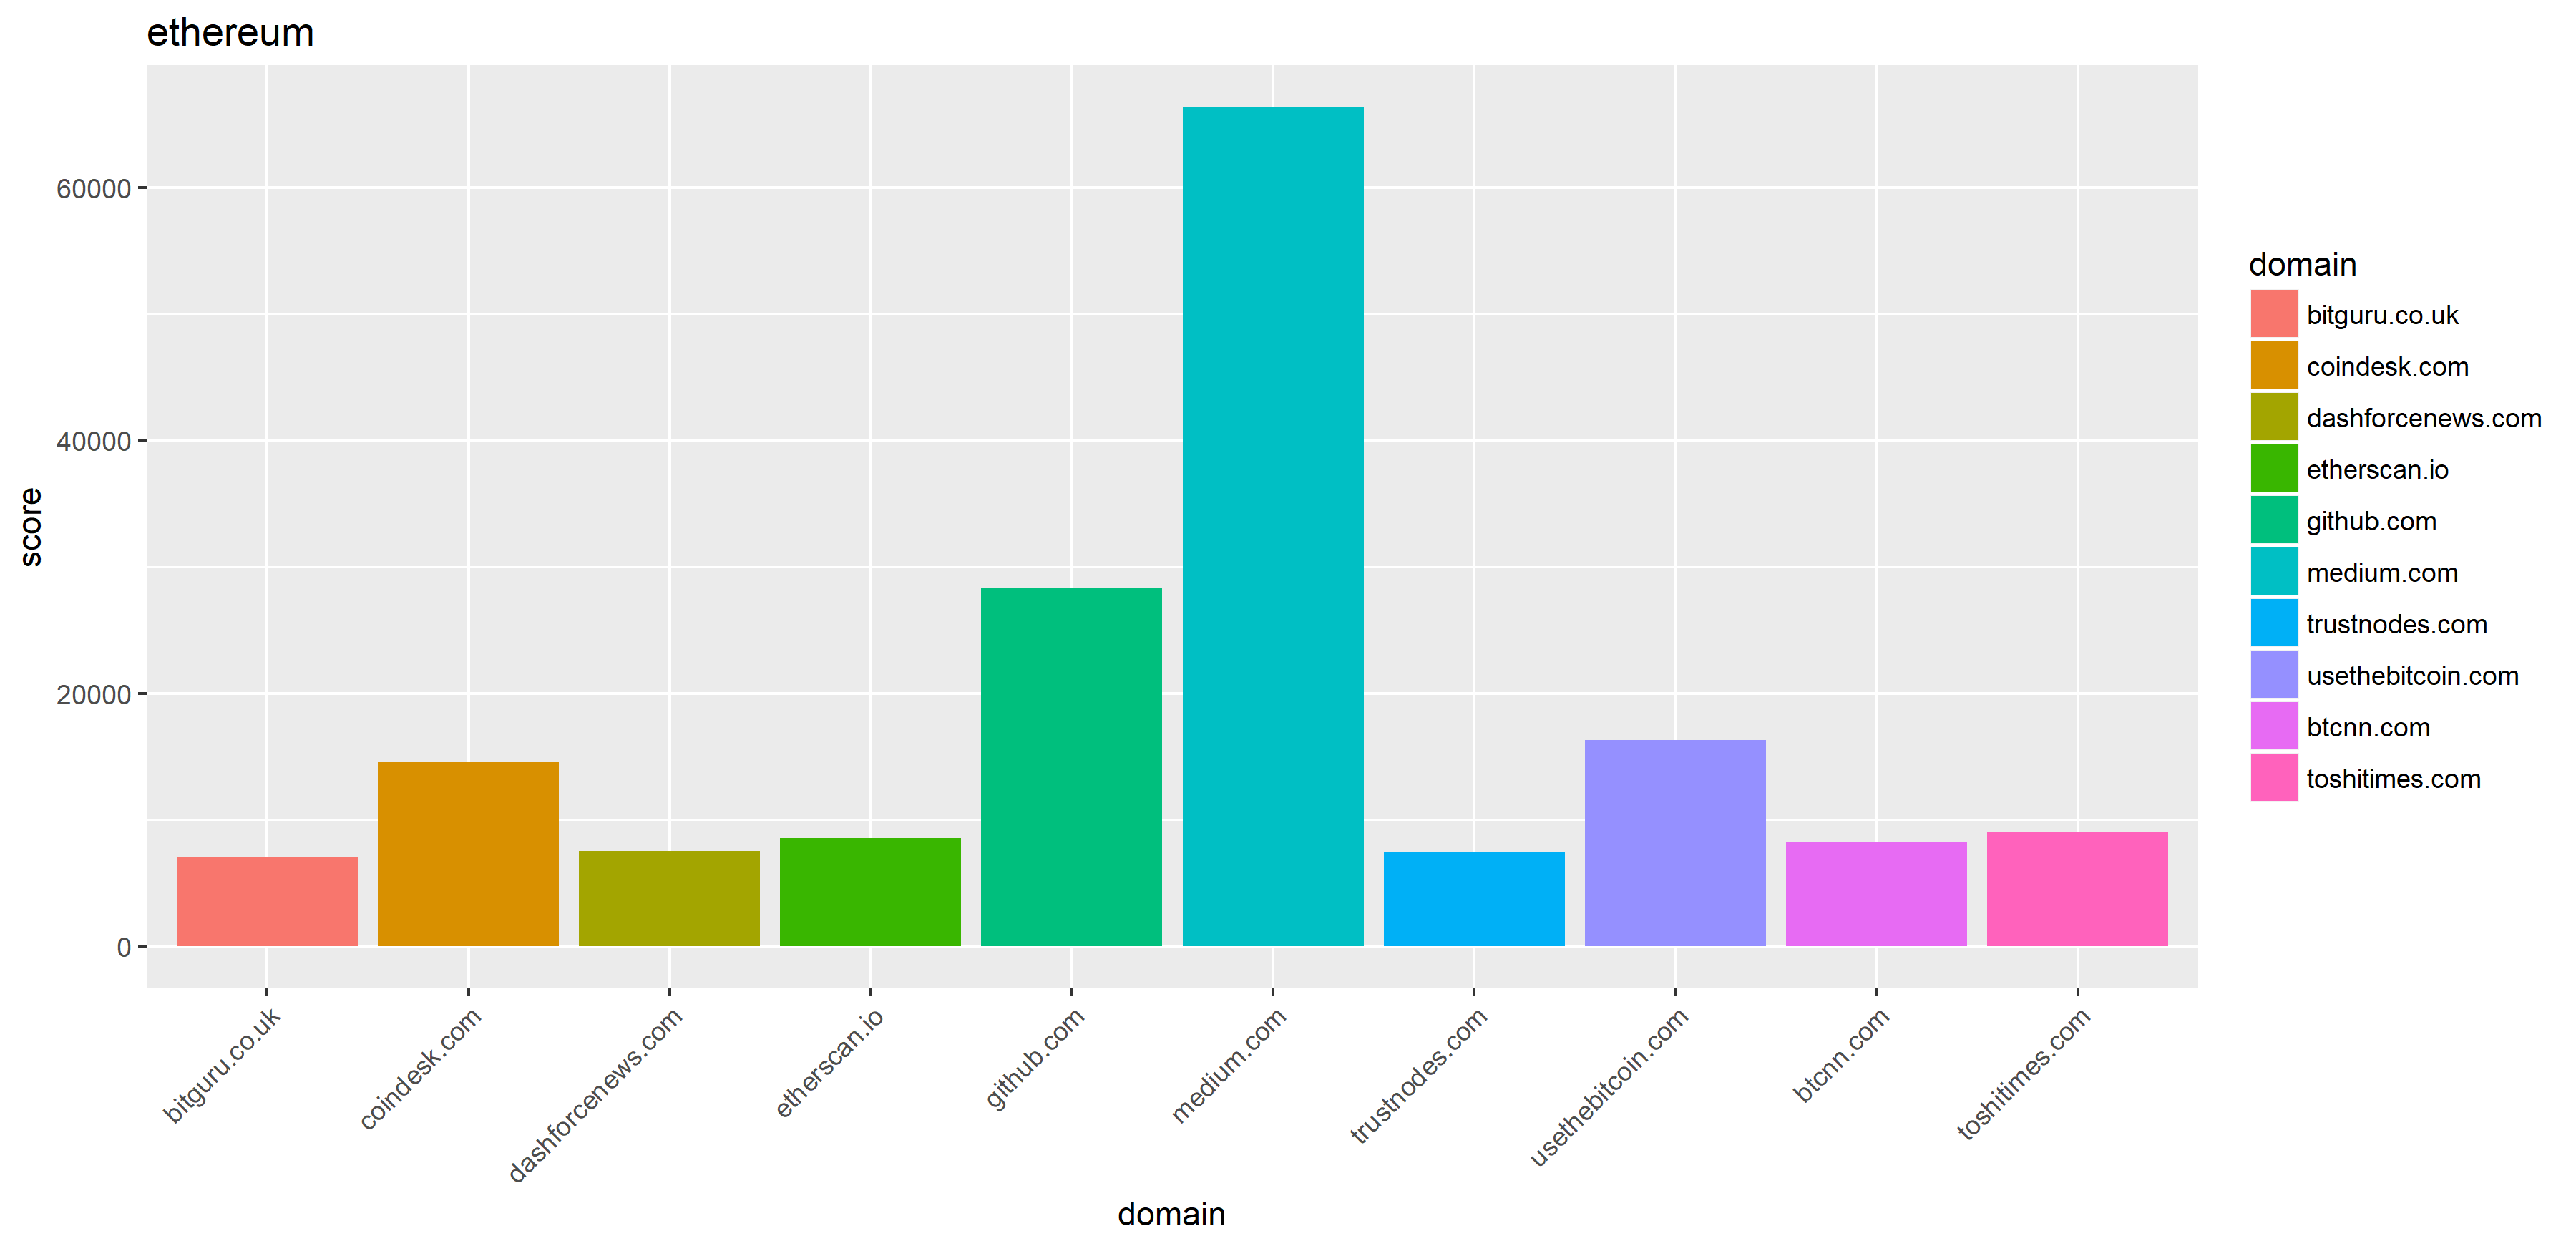 ethereum
60000
40000
20000
0
score
bitguru.co.uk
coindesk.com
dashforcenews.com
etherscan.io
github.com
medium.com
trustnodes.com
usethebitcoin.com
btcnn.com
toshitimes.com
domain
domain
bitguru.co.uk
coindesk.com
dashforcenews.com
etherscan.io
github.com
medium.com
trustnodes.com
usethebitcoin.com
btcnn.com
toshitimes.com